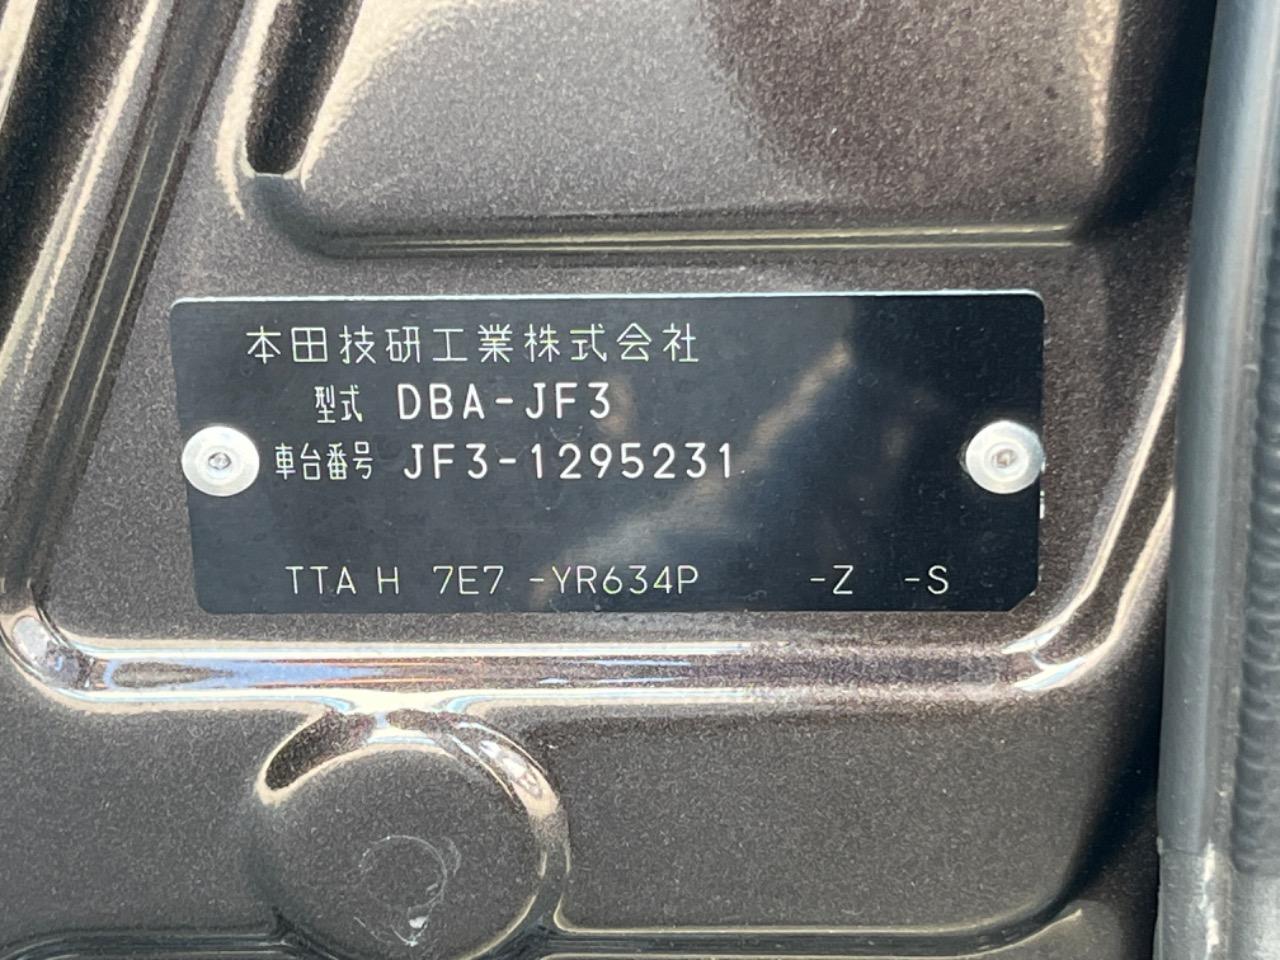 本田技研工業株式会社
型式 DBA-JF3
車台番号 JF3-1295231
TTA H 7E7 -YR634P -Z -S